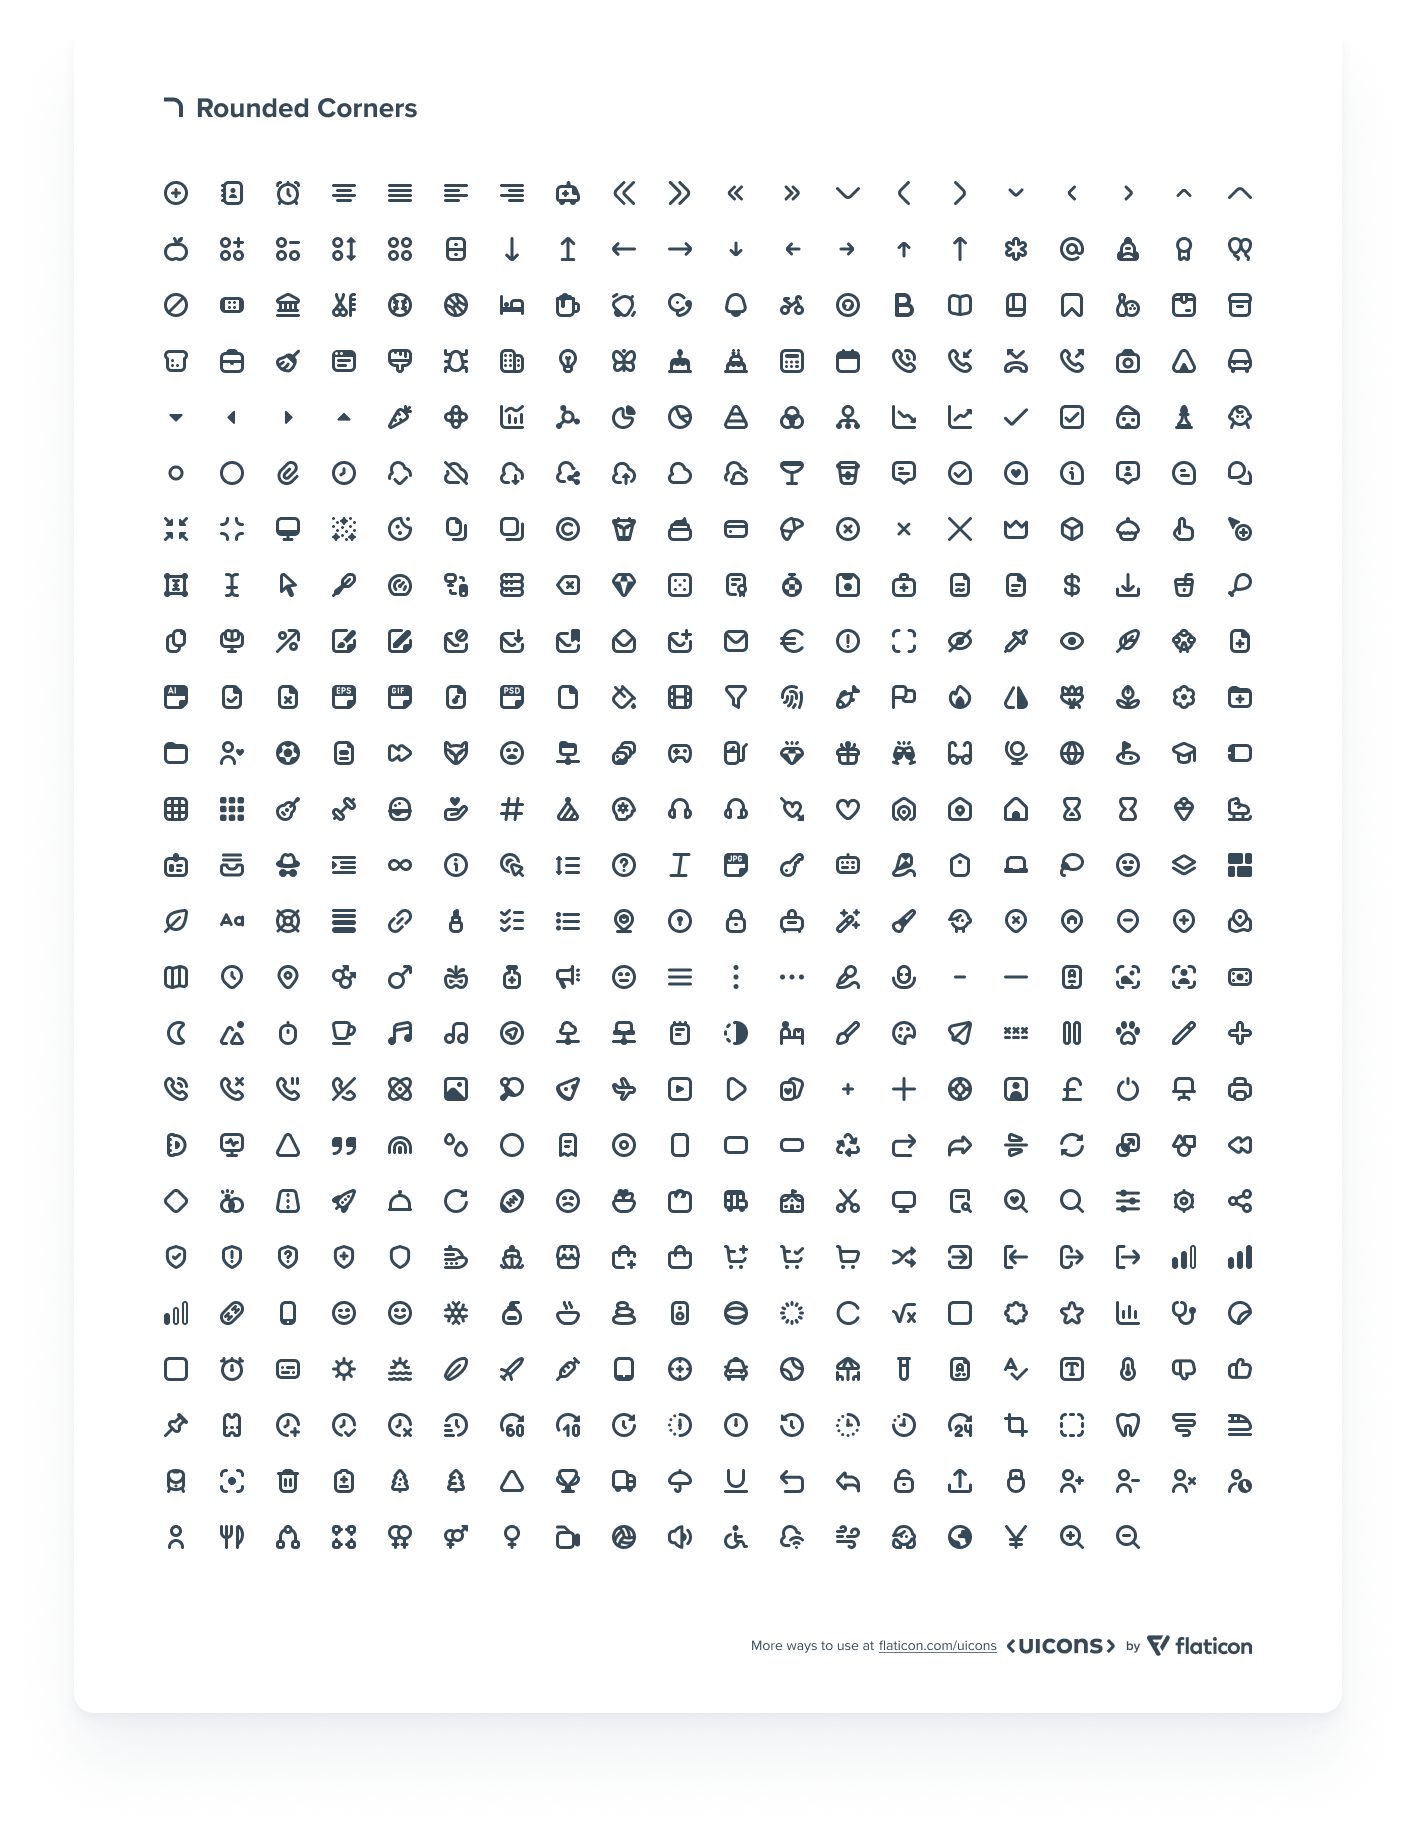 Rounded Corners
B
$
AI EPS GIF PSD
JPG
Aa
T
60 10 24
More ways to use at flaticon.com/uicons <UICONS> by flaticon